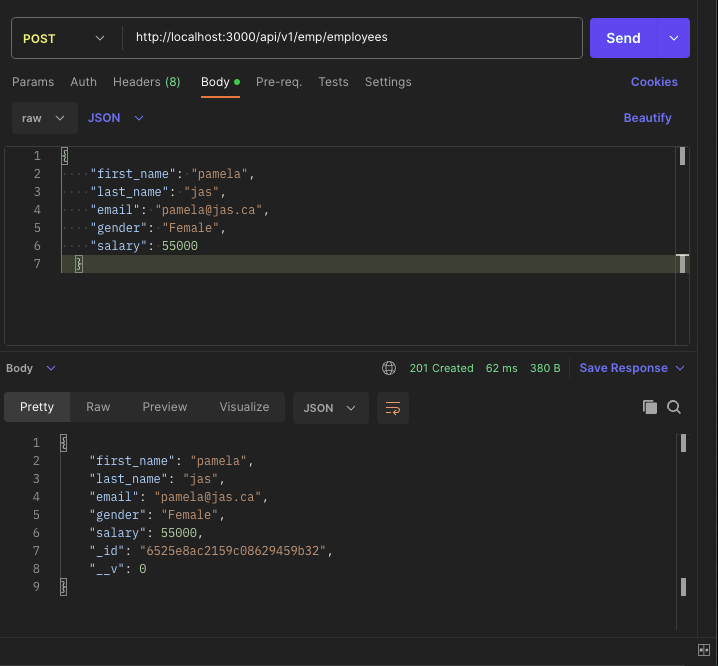 POST http://localhost:3000/api/v1/emp/employees Send
Params Auth Headers (8) Body Pre-req. Tests Settings Cookies
raw JSON Beautify
1 {
2 "first_name": "pamela",
3 "last_name": "jas",
4 "email": "pamela@jas.ca",
5 "gender": "Female",
6 "salary": 55000
7 }
Body 201 Created 62 ms 380 B Save Response
Pretty Raw Preview Visualize JSON
1 {
2 "first_name": "pamela",
3 "last_name": "jas",
4 "email": "pamela@jas.ca",
5 "gender": "Female",
6 "salary": 55000,
7 "_id": "6525e8ac2159c08629459b32",
8 "__v": 0
9 }